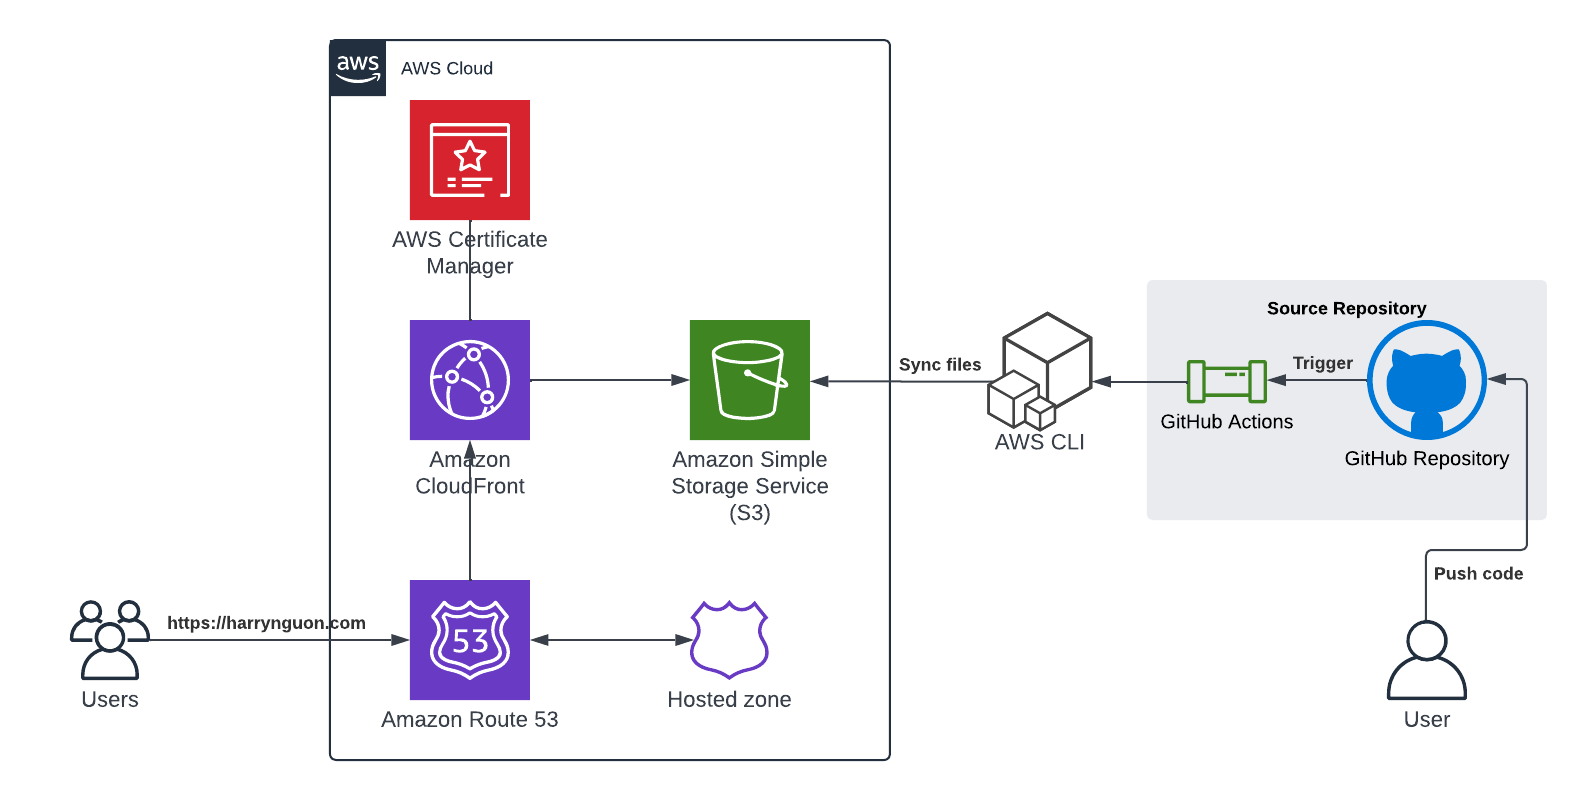 aws
AWS Cloud
AWS Certificate
Manager
Amazon
CloudFront
Amazon Simple
Storage Service
(S3)
Sync files
AWS CLI
Source Repository
Trigger
GitHub Actions
GitHub Repository
Push code
User
https://harrynguon.com
Users
53
Amazon Route 53
Hosted zone